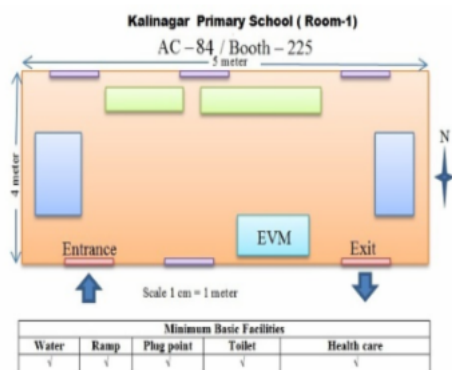 Kalinagar Primary School ( Room-1)
AC – 84 / Booth – 225
5 meter
4 meter
N
Entrance
EVM
Exit
Scale 1 cm = 1 meter
Minimum Basic Facilities
Water Ramp Plug point Toilet Health care
√ √ √ √ √